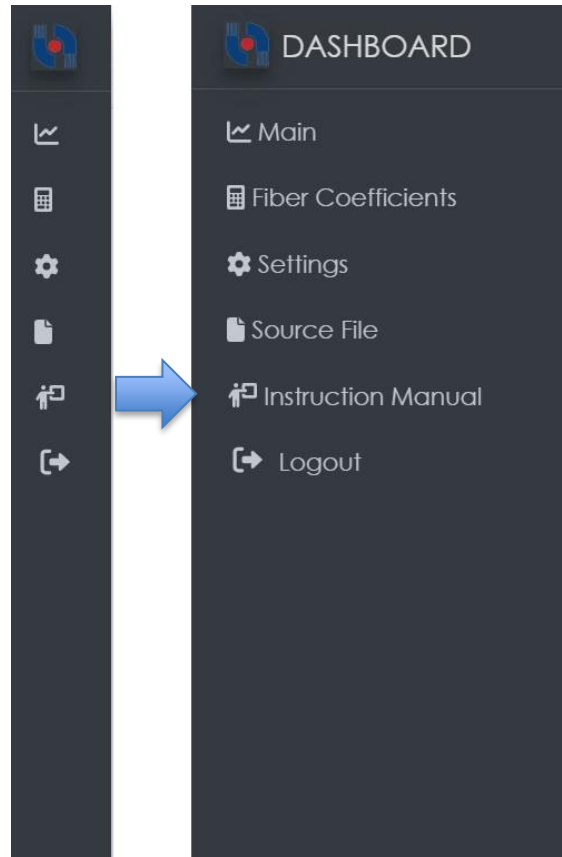 DASHBOARD
Main
Fiber Coefficients
Settings
Source File
Instruction Manual
Logout